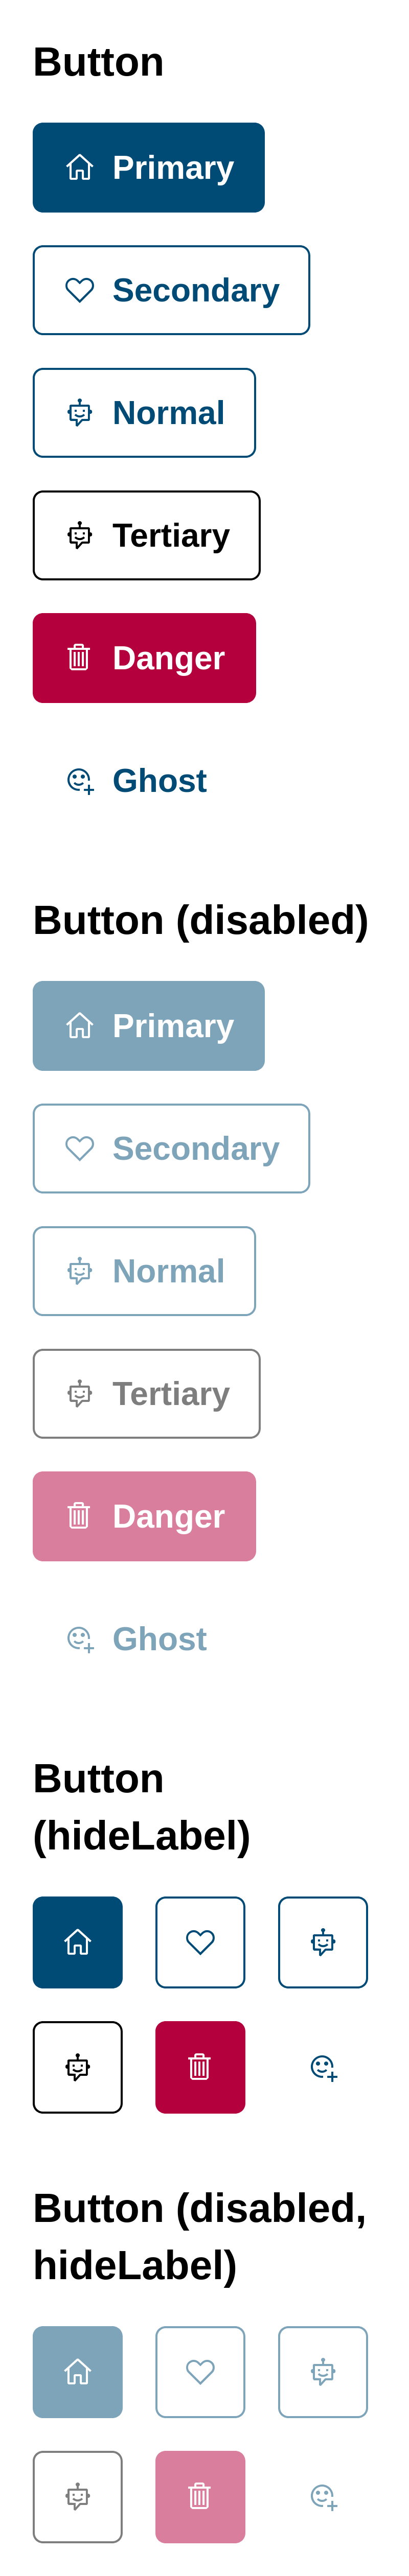 Button
Primary
Secondary
Normal
Tertiary
Danger
Ghost
Button (disabled)
Primary
Secondary
Normal
Tertiary
Danger
Ghost
Button
(hideLabel)
Button (disabled,
hideLabel)